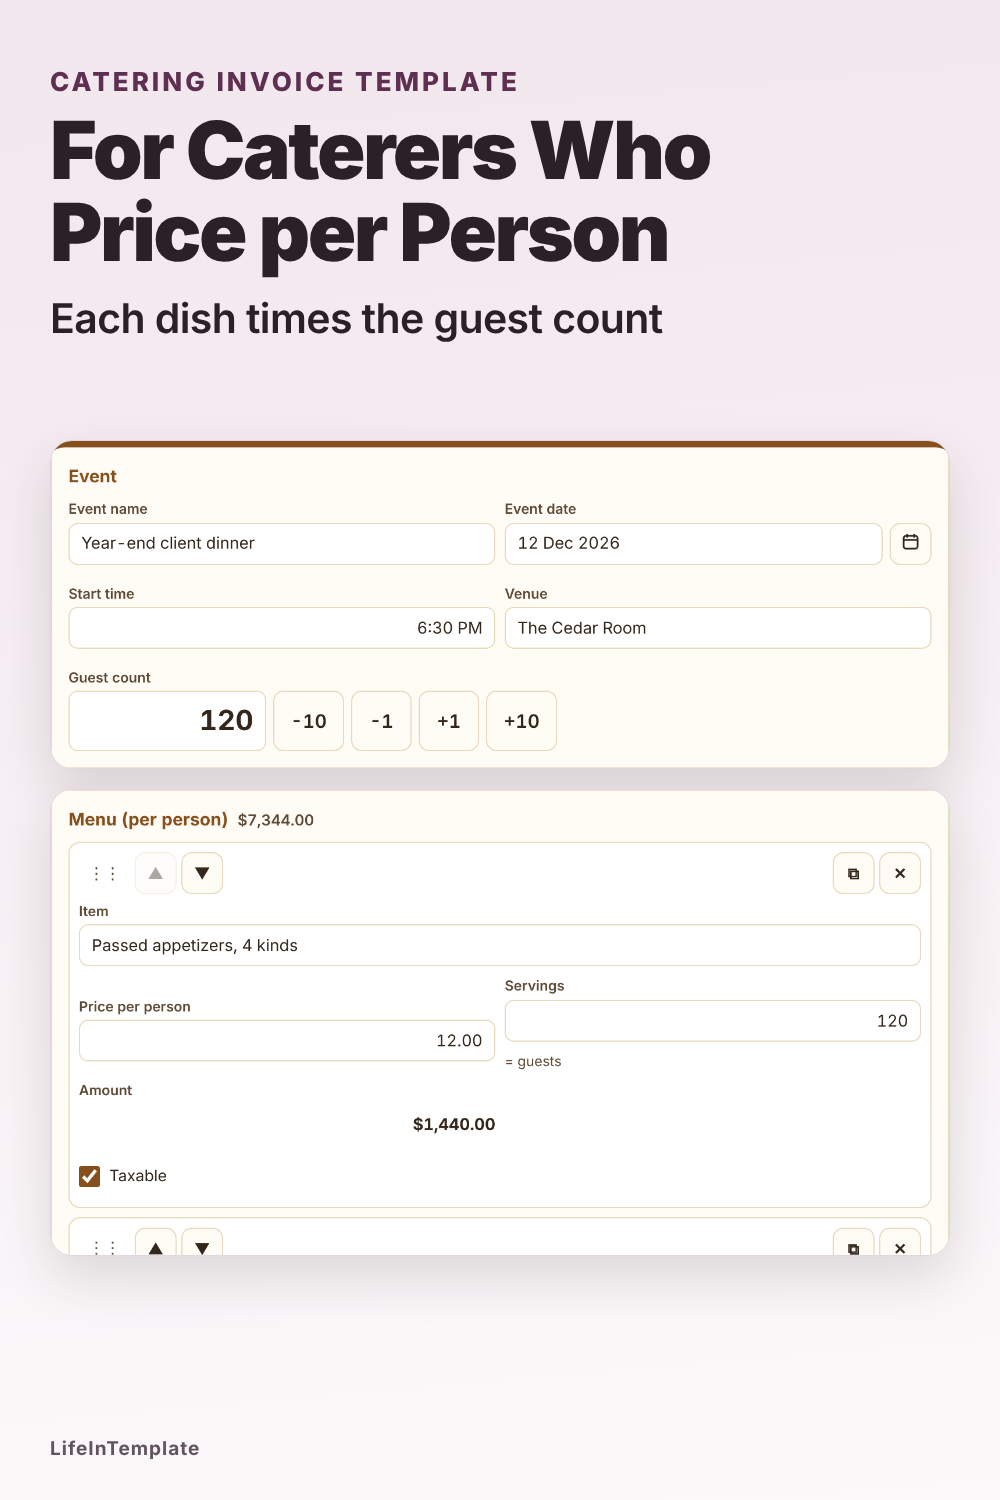 CATERING INVOICE TEMPLATE
For Caterers Who
Price per Person
Each dish times the guest count
Event
Event name
Event date
Year-end client dinner
12 Dec 2026
Start time
Venue
6:30 PM
The Cedar Room
Guest count
120
-10
-1
+1
+10
Menu (per person) $7,344.00
Item
Passed appetizers, 4 kinds
Price per person
Servings
12.00
120
= guests
Amount
$1,440.00
Taxable
LifeInTemplate